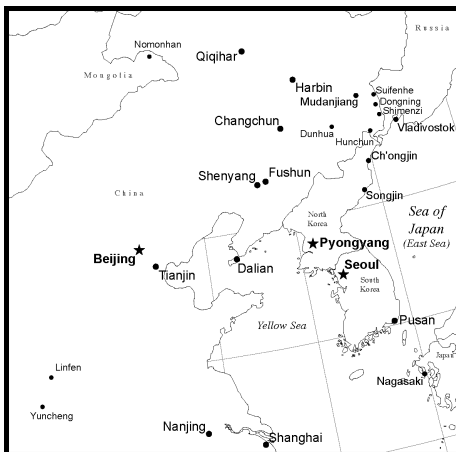 Russia
Nomonhan
Qiqihar
Mongolia
Harbin
Suifenhe
Mudanjiang
Dongning
Shimenzi
Changchun
Vladivostok
Dunhua
Hunchun
Ch'ongjin
Fushun
Shenyang
Songjin
China
North
Korea
Sea of
Japan
(East Sea)
Pyongyang
Beijing
Seoul
Dalian
Tianjin
South
Korea
Yellow Sea
Pusan
Japan
Linfen
Nagasaki
Yuncheng
Nanjing
Shanghai